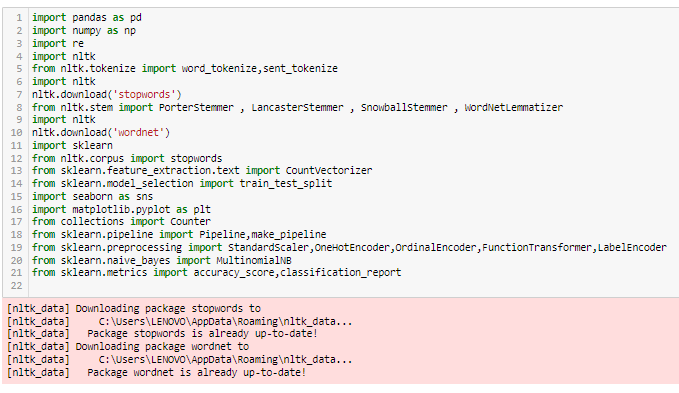 1 import pandas as pd
2 import numpy as np
3 import re
4 import nltk
5 from nltk.tokenize import word_tokenize,sent_tokenize
6 import nltk
7 nltk.download('stopwords')
8 from nltk.stem import PorterStemmer , LancasterStemmer , SnowballStemmer , WordNetLemmatizer
9 import nltk
10 nltk.download('wordnet')
11 import sklearn
12 from nltk.corpus import stopwords
13 from sklearn.feature_extraction.text import CountVectorizer
14 from sklearn.model_selection import train_test_split
15 import seaborn as sns
16 import matplotlib.pyplot as plt
17 from collections import Counter
18 from sklearn.pipeline import Pipeline,make_pipeline
19 from sklearn.preprocessing import StandardScaler,OneHotEncoder,OrdinalEncoder,FunctionTransformer,LabelEncoder
20 from sklearn.naive_bayes import MultinomialNB
21 from sklearn.metrics import accuracy_score,classification_report
22
[nltk_data] Downloading package stopwords to
[nltk_data]     C:\Users\LENOVO\AppData\Roaming\nltk_data...
[nltk_data]   Package stopwords is already up-to-date!
[nltk_data] Downloading package wordnet to
[nltk_data]     C:\Users\LENOVO\AppData\Roaming\nltk_data...
[nltk_data]   Package wordnet is already up-to-date!